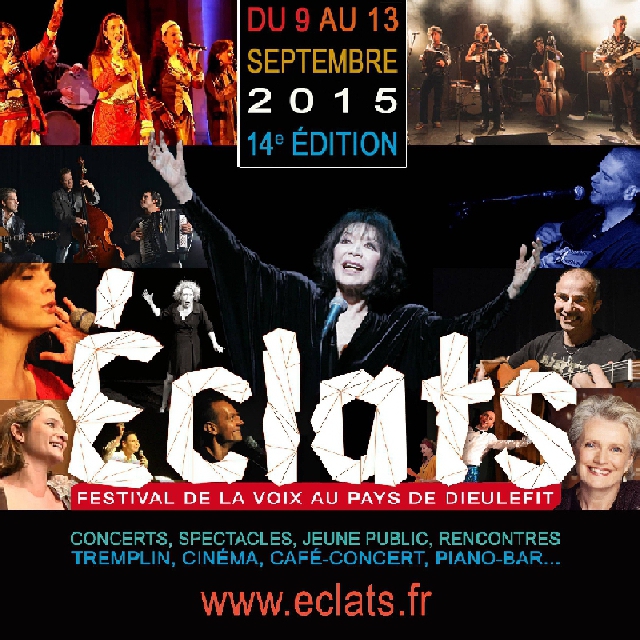 DU 9 AU 13
SEPTEMBRE
2015
14e ÉDITION
Éclats
FESTIVAL DE LA VOIX AU PAYS DE DIEULEFIT
CONCERTS, SPECTACLES, JEUNE PUBLIC, RENCONTRES
TREMPLIN, CINÉMA, CAFÉ-CONCERT, PIANO-BAR...
www.eclats.fr